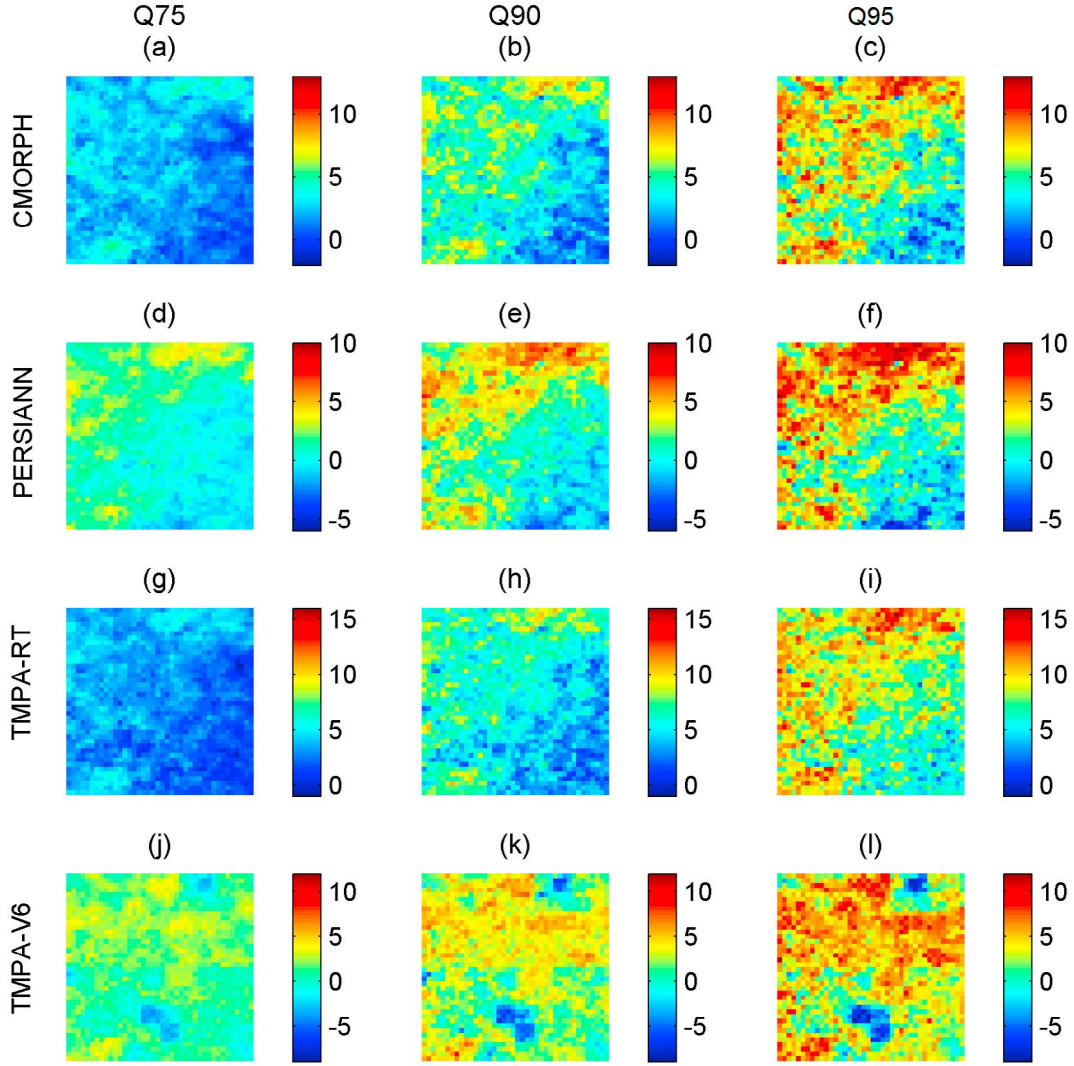 Q75 Q90 Q95
(a) (b) (c)
CMORPH
10 10 10
5 5 5
0 0 0
(d) (e) (f)
PERSIANN
10 10 10
5 5 5
0 0 0
-5 -5 -5
(g) (h) (i)
TMPA-RT
15 15 15
10 10 10
5 5 5
0 0 0
(j) (k) (l)
TMPA-V6
10 10 10
5 5 5
0 0 0
-5 -5 -5